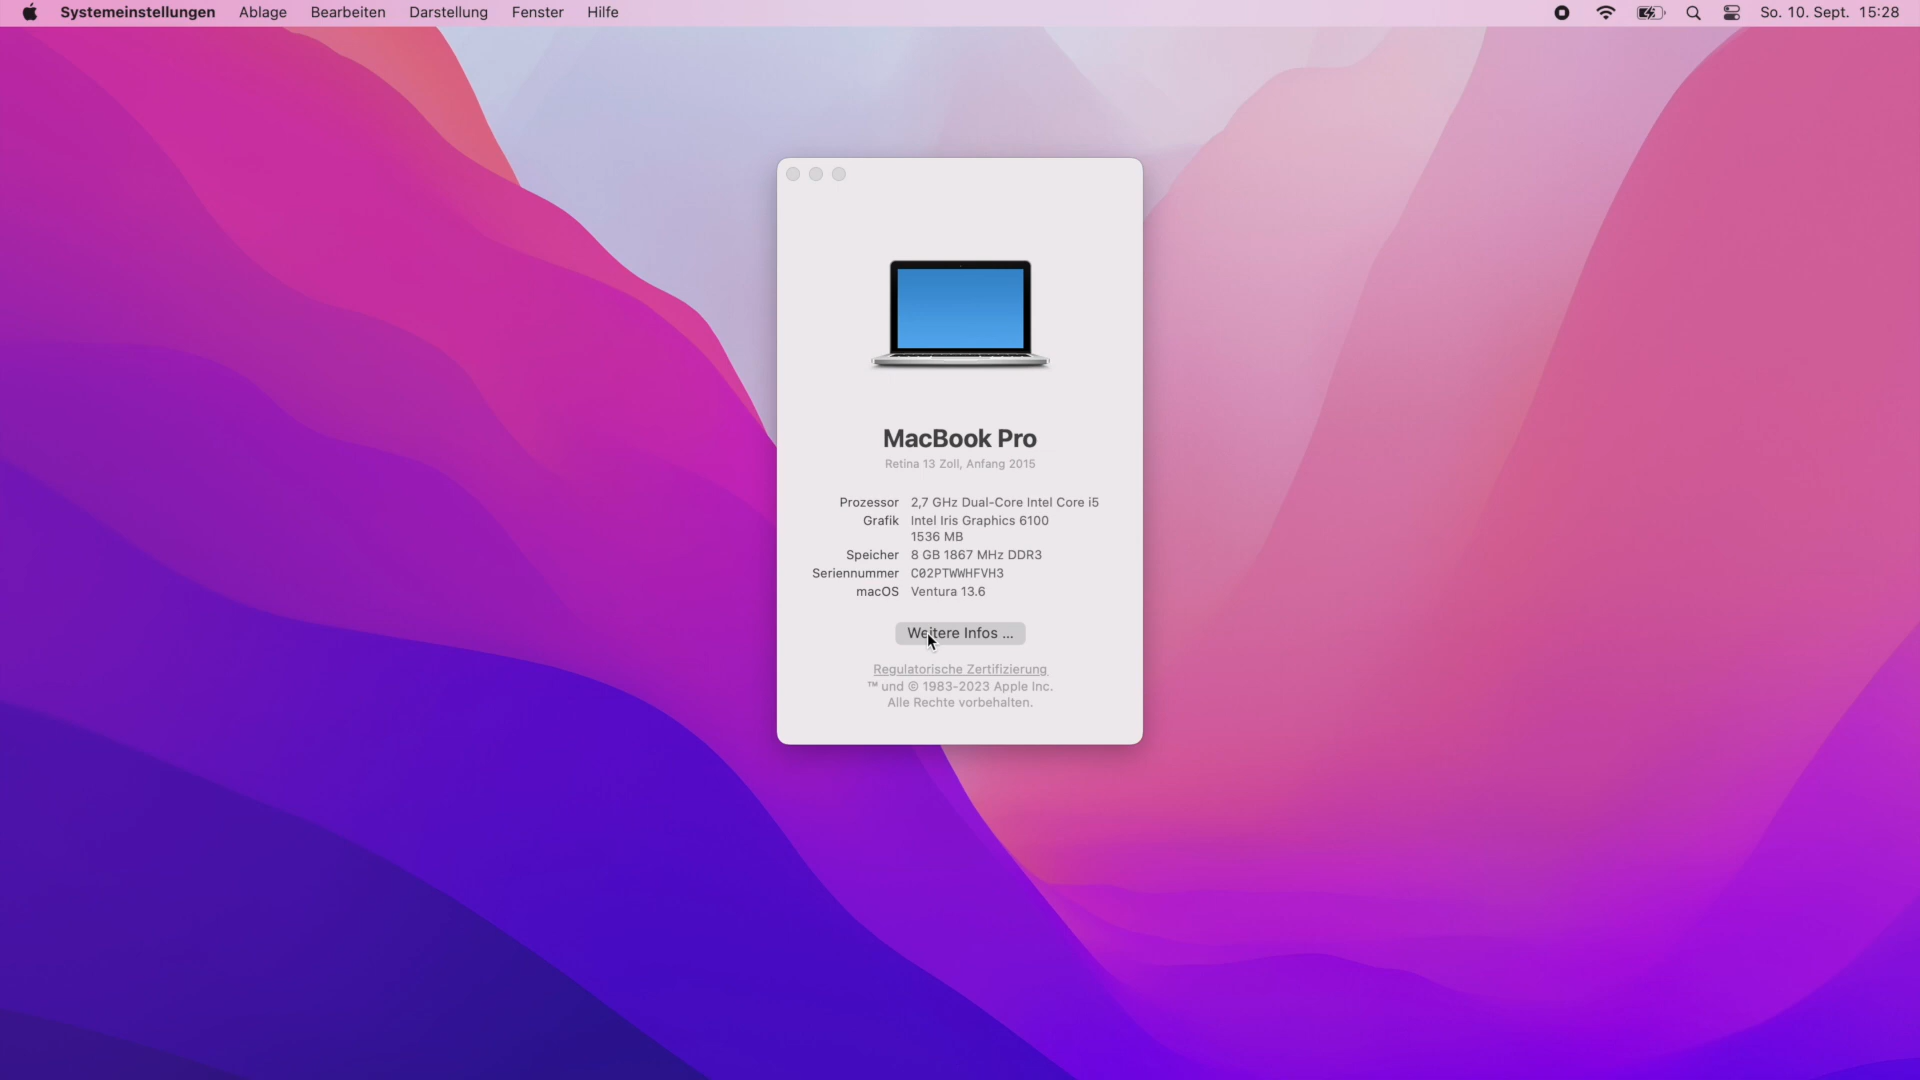 Systemeinstellungen Ablage Bearbeiten Darstellung Fenster Hilfe So. 10. Sept. 15:28
MacBook Pro
Retina 13 Zoll, Anfang 2015
Prozessor 2,7 GHz Dual-Core Intel Core i5
Grafik Intel Iris Graphics 6100
1536 MB
Speicher 8 GB 1867 MHz DDR3
Seriennummer C02PTWWHFVH3
macOS Ventura 13.6
Weitere Infos ...
Regulatorische Zertifizierung
™ und © 1983-2023 Apple Inc.
Alle Rechte vorbehalten.